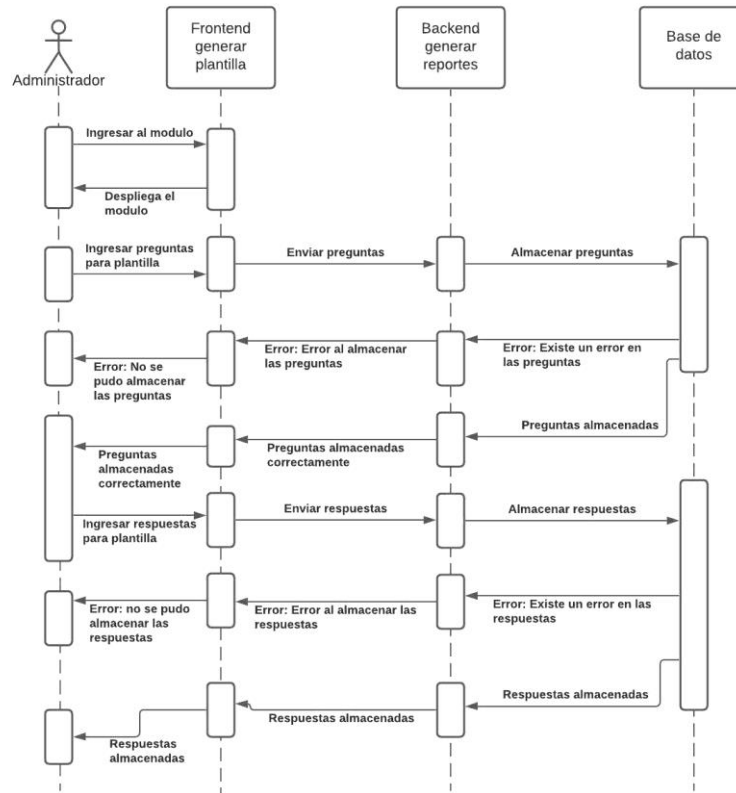 Administrador
Frontend
generar
plantilla
Backend
generar
reportes
Base de
datos
Ingresar al modulo
Despliega el
modulo
Ingresar preguntas
para plantilla
Enviar preguntas
Almacenar preguntas
Error: Existe un error en
las preguntas
Error: Error al almacenar
las preguntas
Error: No se
pudo almacenar
las preguntas
Preguntas almacenadas
Preguntas almacenadas
correctamente
Preguntas
almacenadas
correctamente
Ingresar respuestas
para plantilla
Enviar respuestas
Almacenar respuestas
Error: Existe un error en las
respuestas
Error: Error al almacenar las
respuestas
Error: no se pudo
almacenar las
respuestas
Respuestas almacenadas
Respuestas almacenadas
Respuestas
almacenadas